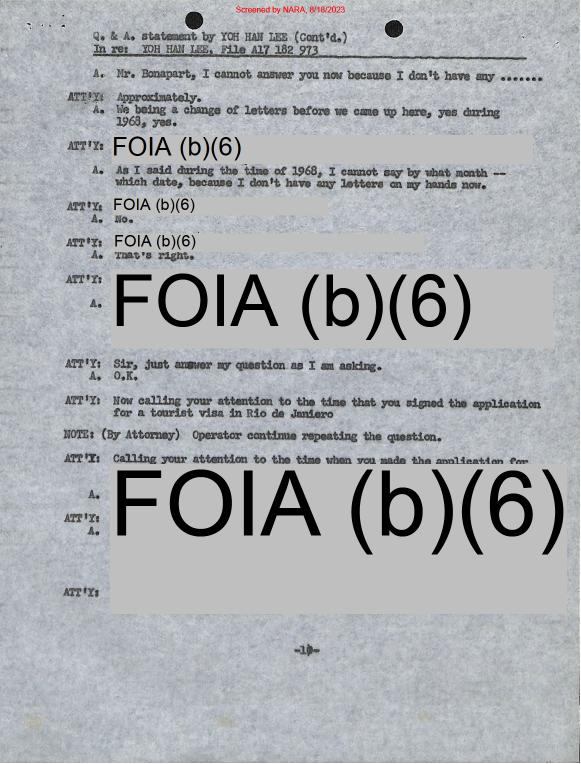 Screened by NARA, 8/18/2023
Q. & A. statement by YOH HAN LEE (Cont'd.)
In re: YOH HAN LEE, File A17 182 973
A. Mr. Bonapart, I cannot answer you now because I don't have any .......
ATT'Y: Approximately.
A. We being a change of letters before we came up here, yes during
1968, yes.
ATT'Y: FOIA (b)(6)
A. As I said during the time of 1968, I cannot say by what month --
which date, because I don't have any letters on my hands now.
ATT'Y: FOIA (b)(6)
A. No.
ATT'Y: FOIA (b)(6)
A. That's right.
ATT'Y: FOIA (b)(6)
A.
ATT'Y: Sir, just answer my question as I am asking.
A. O.K.
ATT'Y: Now calling your attention to the time that you signed the application
for a tourist visa in Rio de Janiero
NOTE: (By Attorney) Operator continue repeating the question.
ATT'Y: Calling your attention to the time when you made the application for
FOIA (b)(6)
A.
ATT'Y:
A.
ATT'Y:
-10-